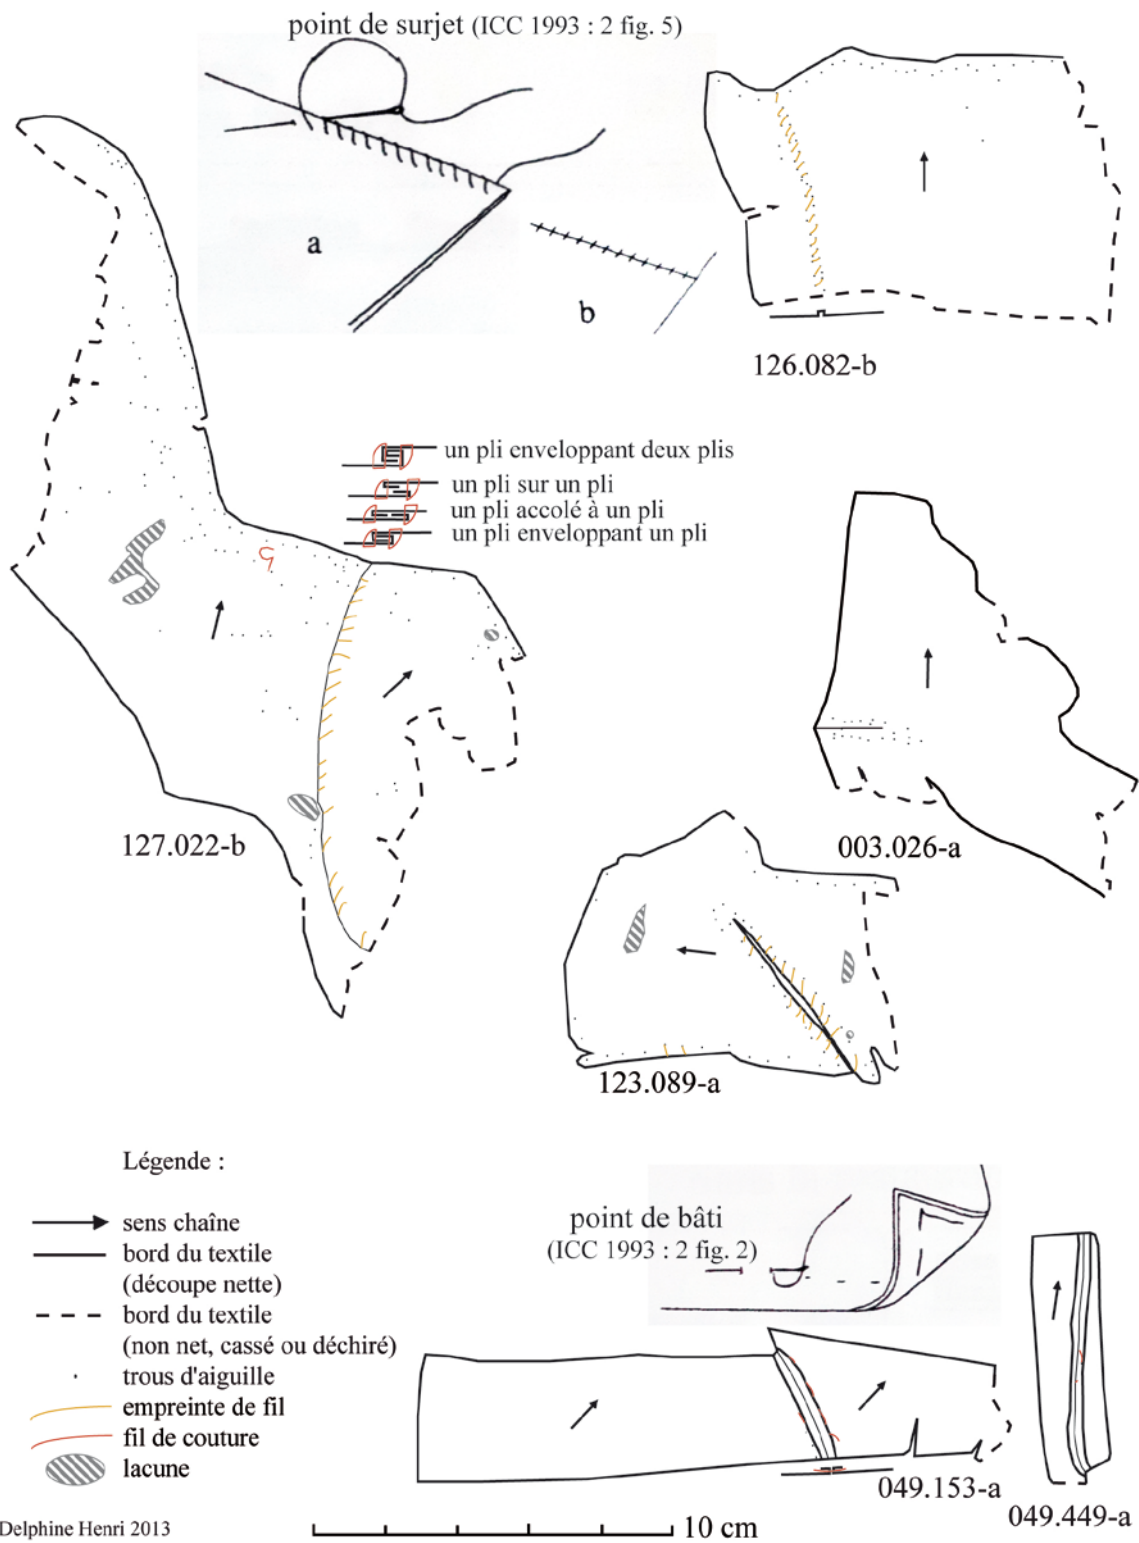 point de surjet (ICC 1993 : 2 fig. 5)
a
b
126.082-b
un pli enveloppant deux plis
un pli sur un pli
un pli accolé à un pli
un pli enveloppant un pli
127.022-b
003.026-a
123.089-a
Légende :
sens chaîne
bord du textile
(découpe nette)
bord du textile
(non net, cassé ou déchiré)
trous d'aiguille
empreinte de fil
fil de couture
lacune
point de bâti
(ICC 1993 : 2 fig. 2)
049.153-a
049.449-a
Delphine Henri 2013
10 cm